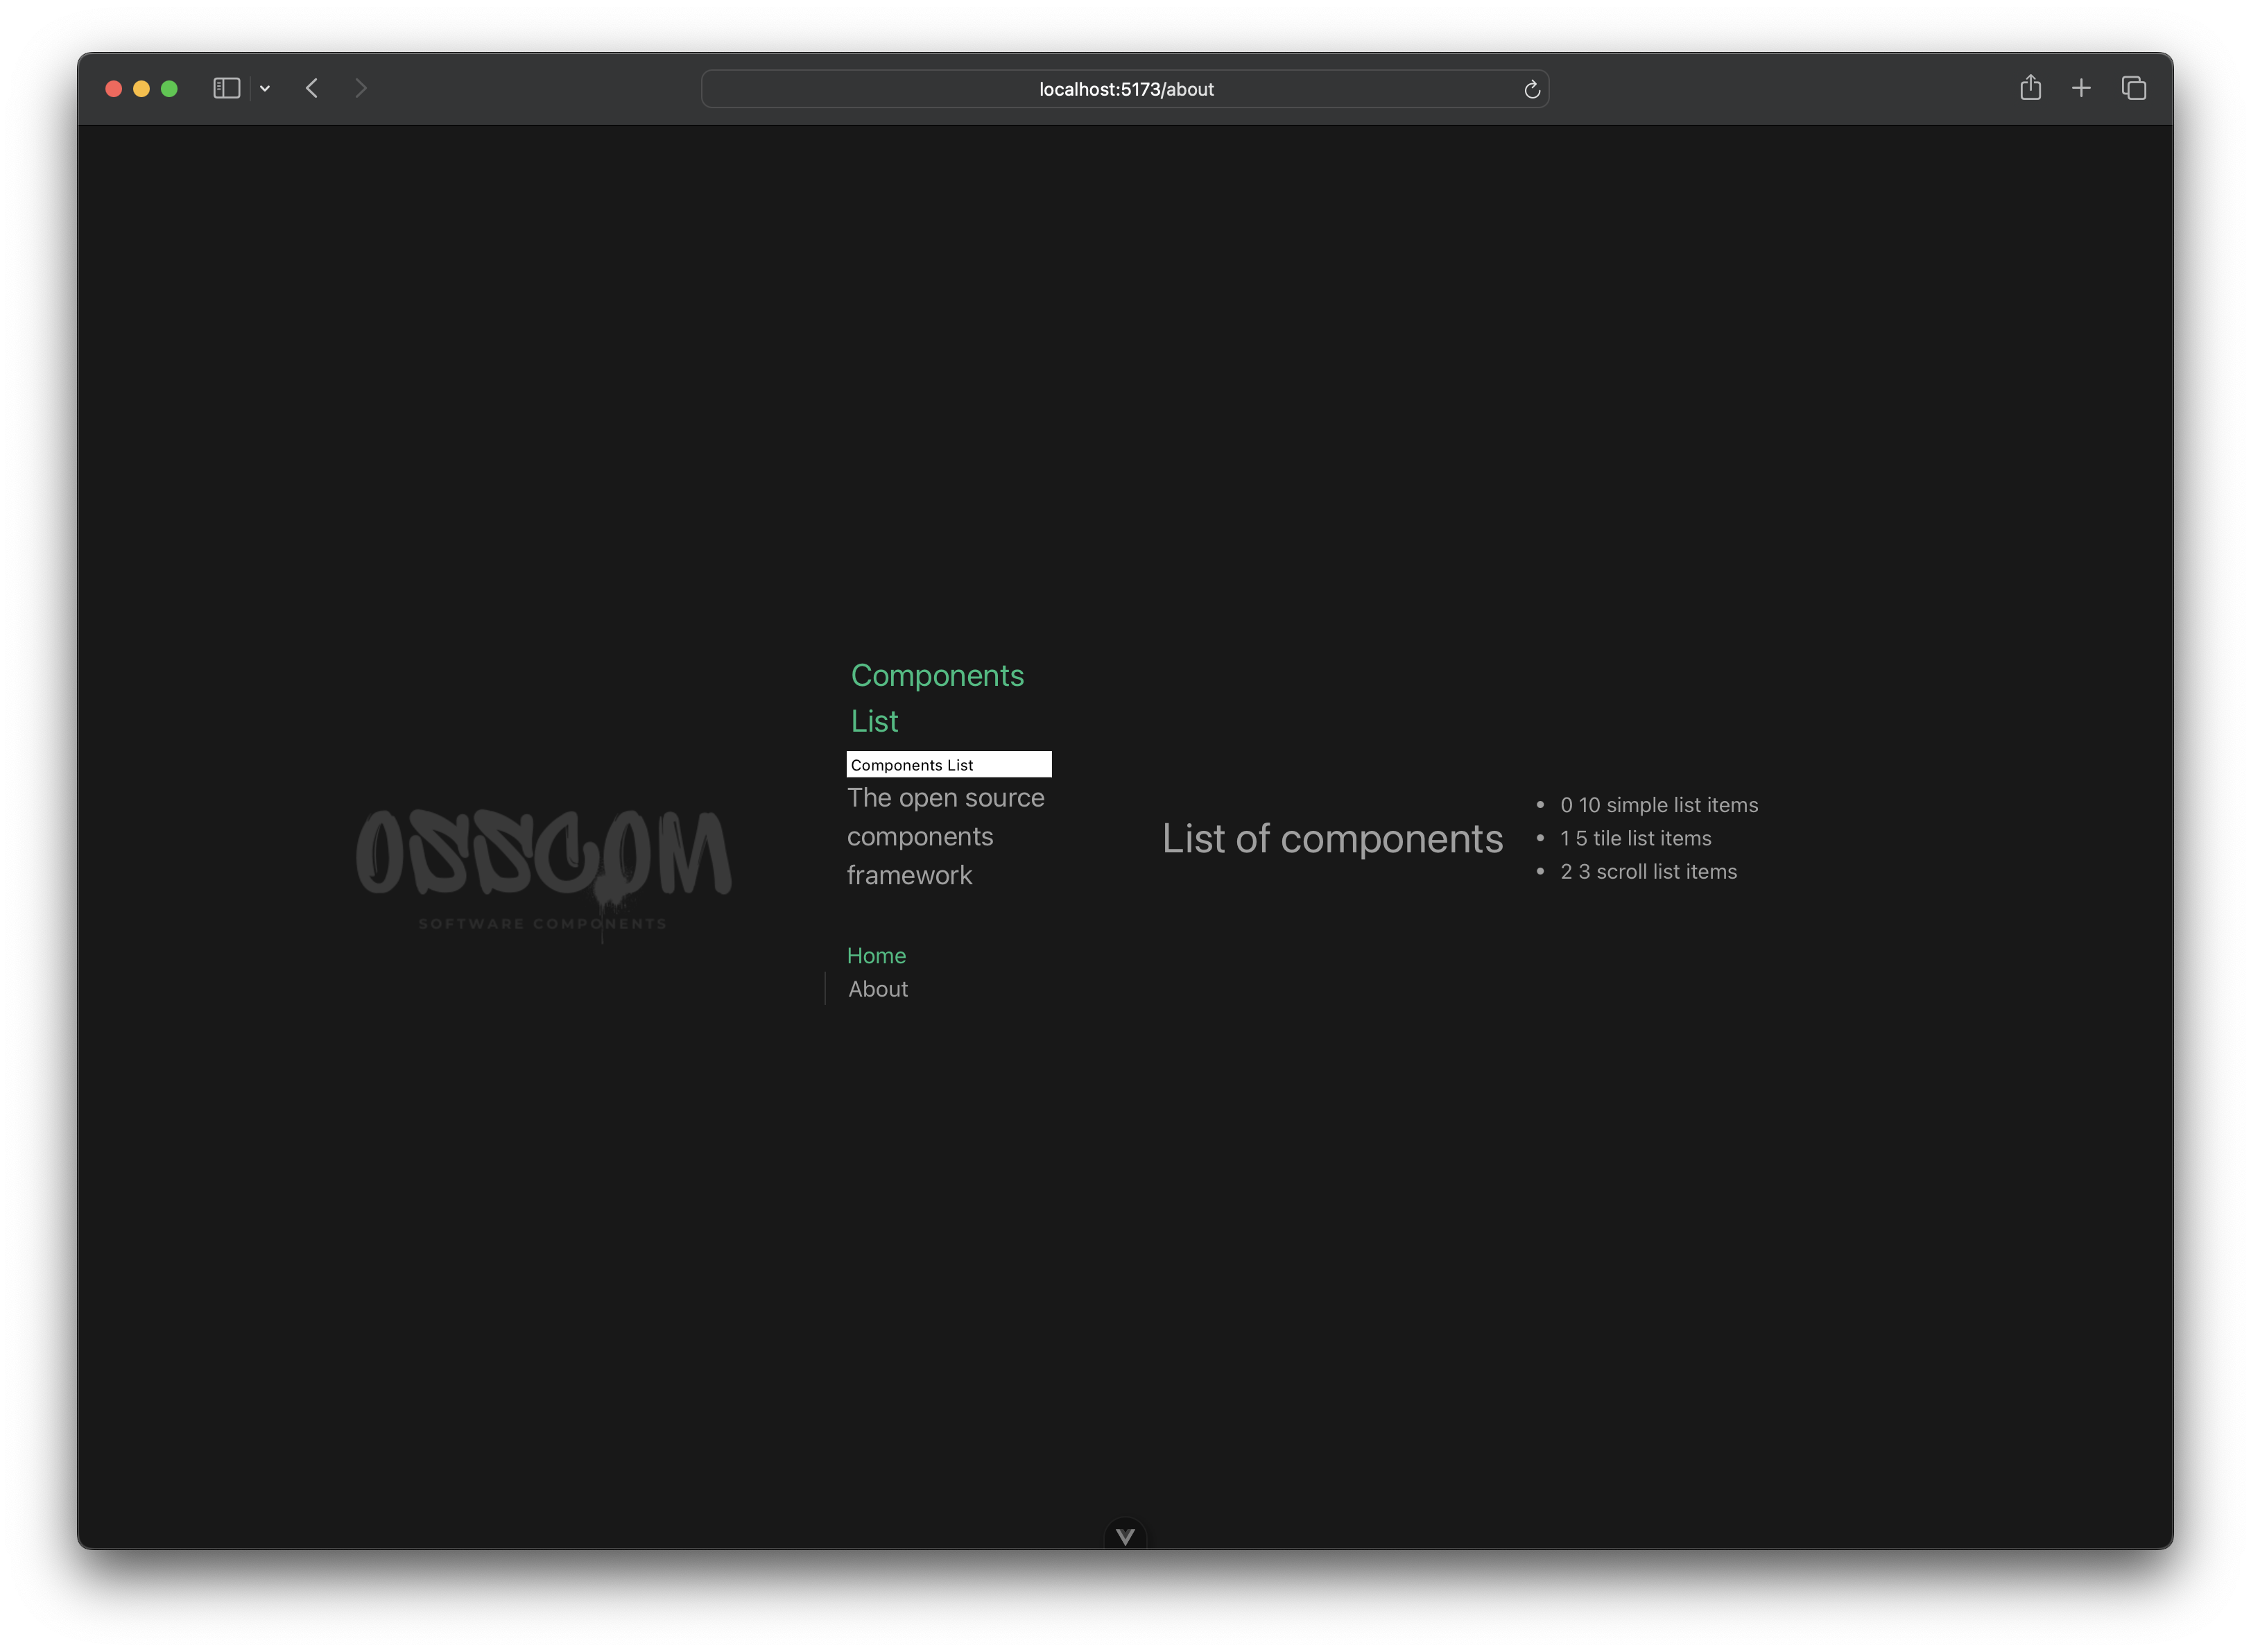 localhost:5173/about
OSSCOM
SOFTWARE COMPONENTS
Components
List
Components List
The open source
components
framework
Home
About
List of components
• 0 10 simple list items
• 1 5 tile list items
• 2 3 scroll list items